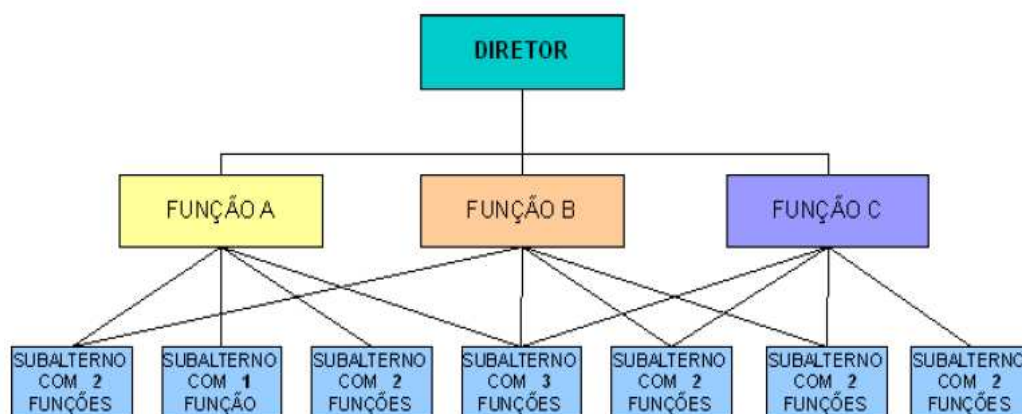 DIRETOR
FUNÇÃO A
FUNÇÃO B
FUNÇÃO C
SUBALTERNO
COM 2
FUNÇÕES
SUBALTERNO
COM 1
FUNÇÃO
SUBALTERNO
COM 2
FUNÇÕES
SUBALTERNO
COM 3
FUNÇÕES
SUBALTERNO
COM 2
FUNÇÕES
SUBALTERNO
COM 2
FUNÇÕES
SUBALTERNO
COM 2
FUNÇÕES